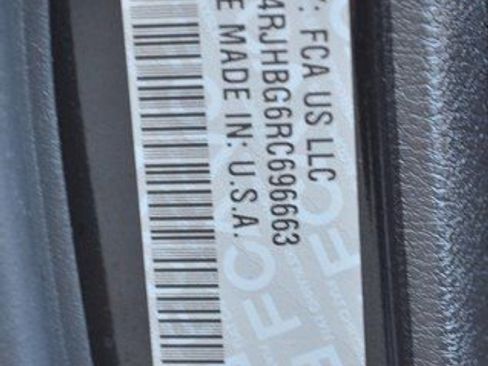 : FCA US LLC
4RJHBG6RC696663
E MADE IN: U.S.A.